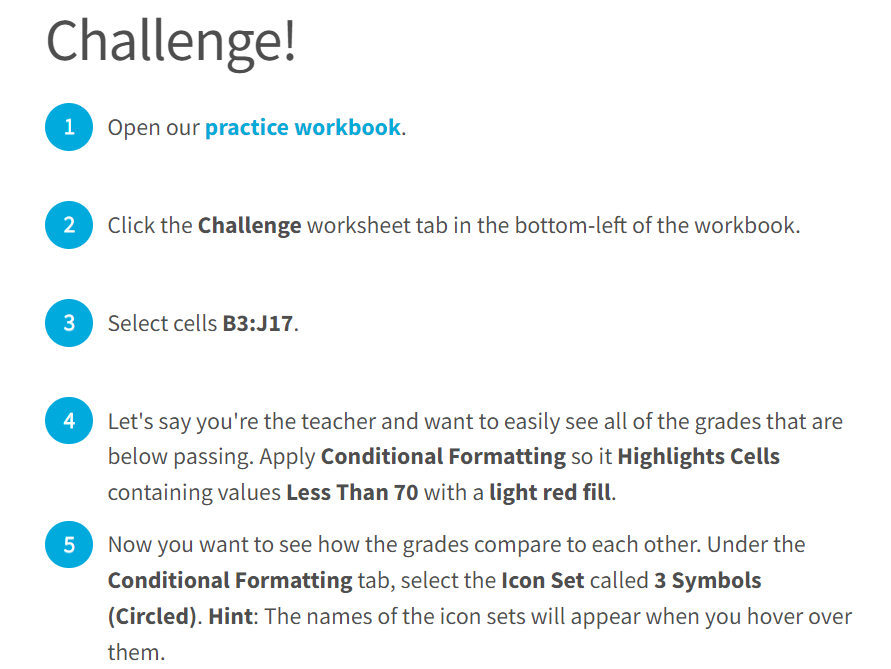 Challenge!
1 Open our practice workbook.
2 Click the Challenge worksheet tab in the bottom-left of the workbook.
3 Select cells B3:J17.
4 Let's say you're the teacher and want to easily see all of the grades that are
below passing. Apply Conditional Formatting so it Highlights Cells
containing values Less Than 70 with a light red fill.
5 Now you want to see how the grades compare to each other. Under the
Conditional Formatting tab, select the Icon Set called 3 Symbols
(Circled). Hint: The names of the icon sets will appear when you hover over
them.